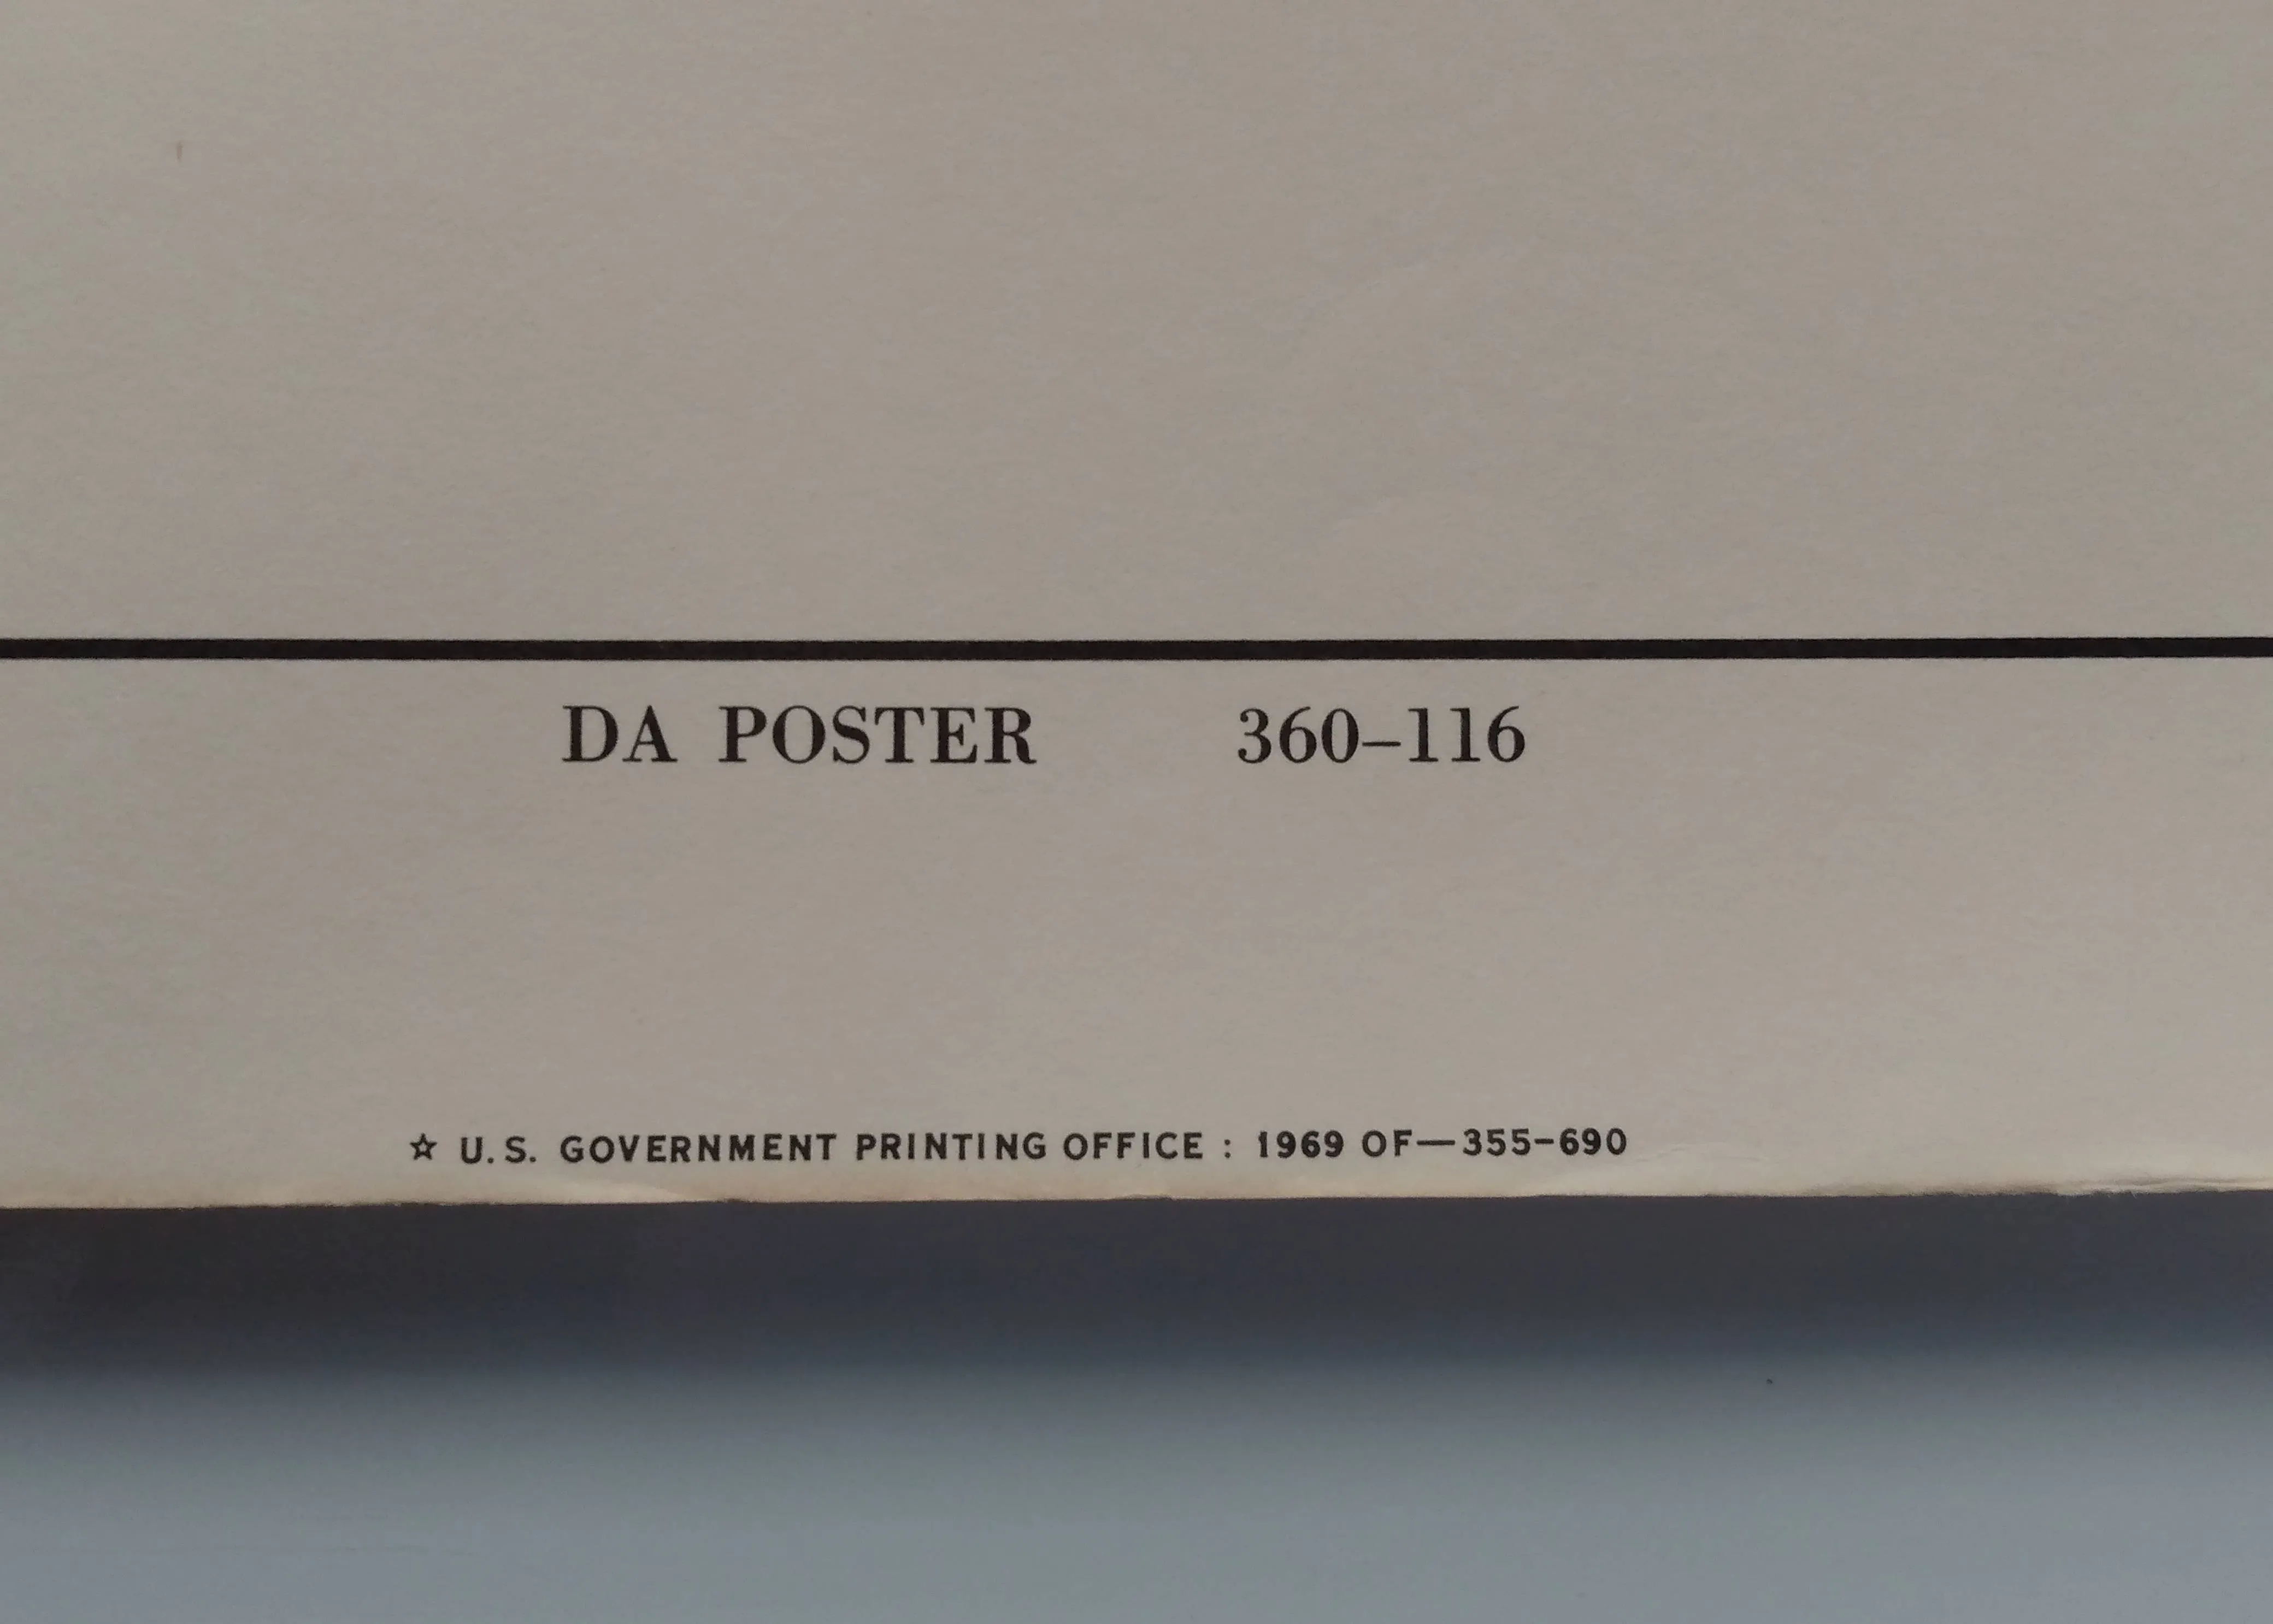 DA POSTER 360–116
☆ U.S. GOVERNMENT PRINTING OFFICE : 1969 OF—355-690